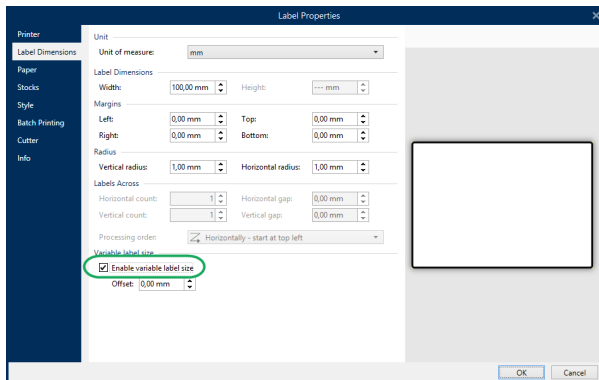 Label Properties
Printer
Label Dimensions
Paper
Stocks
Style
Batch Printing
Cutter
Info
Unit
Unit of measure: mm
Label Dimensions
Width: 100,00 mm Height: --- mm
Margins
Left: 0,00 mm Top: 0,00 mm
Right: 0,00 mm Bottom: 0,00 mm
Radius
Vertical radius: 1,00 mm Horizontal radius: 1,00 mm
Labels Across
Horizontal count: 1 Horizontal gap: 0,00 mm
Vertical count: 1 Vertical gap: 0,00 mm
Processing order: Horizontally - start at top left
Variable label size
Enable variable label size
Offset: 0,00 mm
OK Cancel